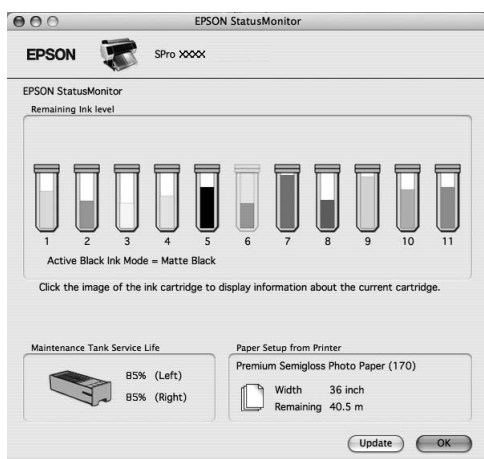 EPSON StatusMonitor
EPSON
SPro XXXX
EPSON StatusMonitor
Remaining Ink level
1 2 3 4 5 6 7 8 9 10 11
Active Black Ink Mode = Matte Black
Click the image of the ink cartridge to display information about the current cartridge.
Maintenance Tank Service Life
85% (Left)
85% (Right)
Paper Setup from Printer
Premium Semigloss Photo Paper (170)
Width 36 inch
Remaining 40.5 m
Update OK